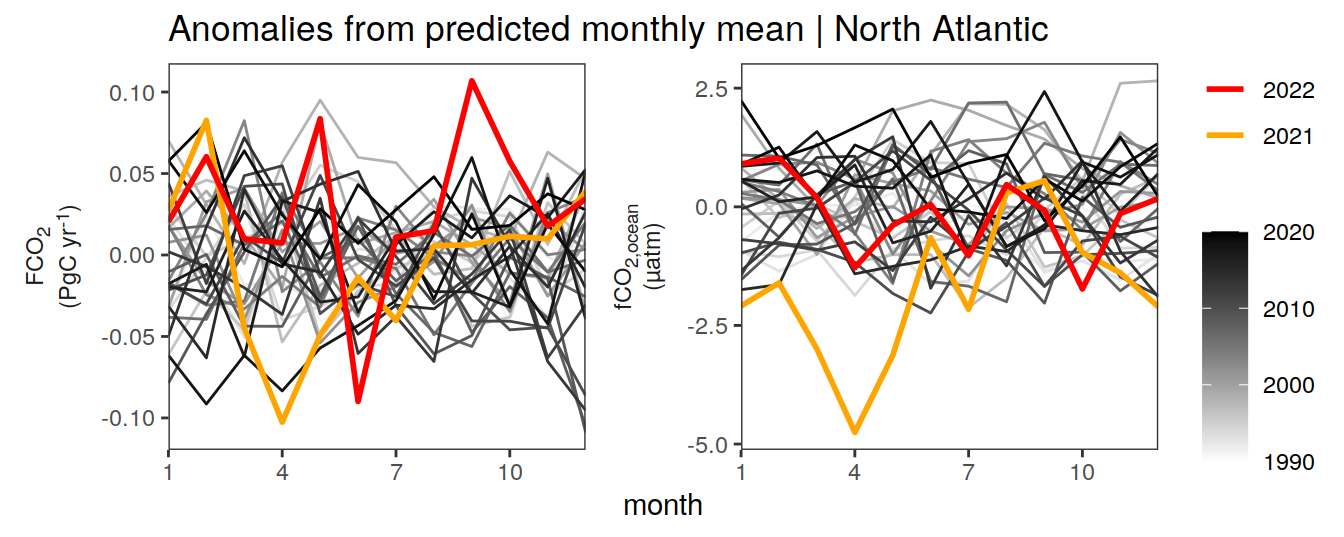 Anomalies from predicted monthly mean | North Atlantic
FCO₂
(PgC yr⁻¹)
0.10
0.05
0.00
-0.05
-0.10
1 4 7 10
fCO₂,ocean
(µatm)
2.5
0.0
-2.5
-5.0
1 4 7 10
month
2022
2021
2020
2010
2000
1990